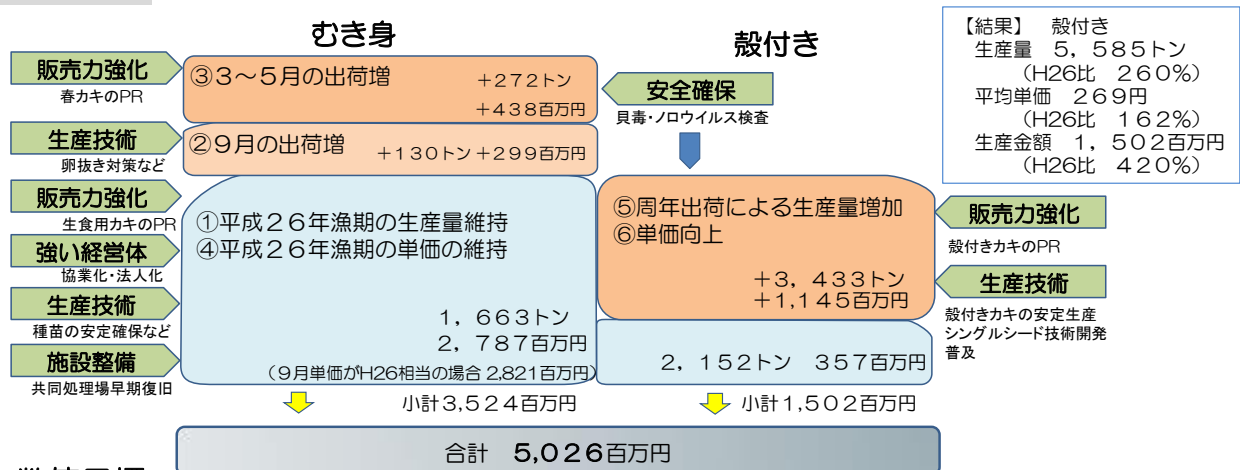 むき身
殻付き
【結果】 殻付き
生産量 5,585トン
(H26比 260%)
平均単価 269円
(H26比 162%)
生産金額 1,502百万円
(H26比 420%)
販売力強化
春カキのPR
③3～5月の出荷増 +272トン
+438百万円
安全確保
貝毒・ノロウイルス検査
生産技術
卵抜き対策など
②9月の出荷増 +130トン+299百万円
販売力強化
生食用カキのPR
強い経営体
協業化・法人化
生産技術
種苗の安定確保など
施設整備
共同処理場早期復旧
①平成26年漁期の生産量維持
④平成26年漁期の単価の維持
1,663トン
2,787百万円
(9月単価がH26相当の場合 2,821百万円)
⑤周年出荷による生産量増加
⑥単価向上
+3,433トン
+1,145百万円
2,152トン 357百万円
販売力強化
殻付きカキのPR
生産技術
殻付きカキの安定生産
シングルシード技術開発
普及
小計3,524百万円
小計1,502百万円
合計 5,026百万円